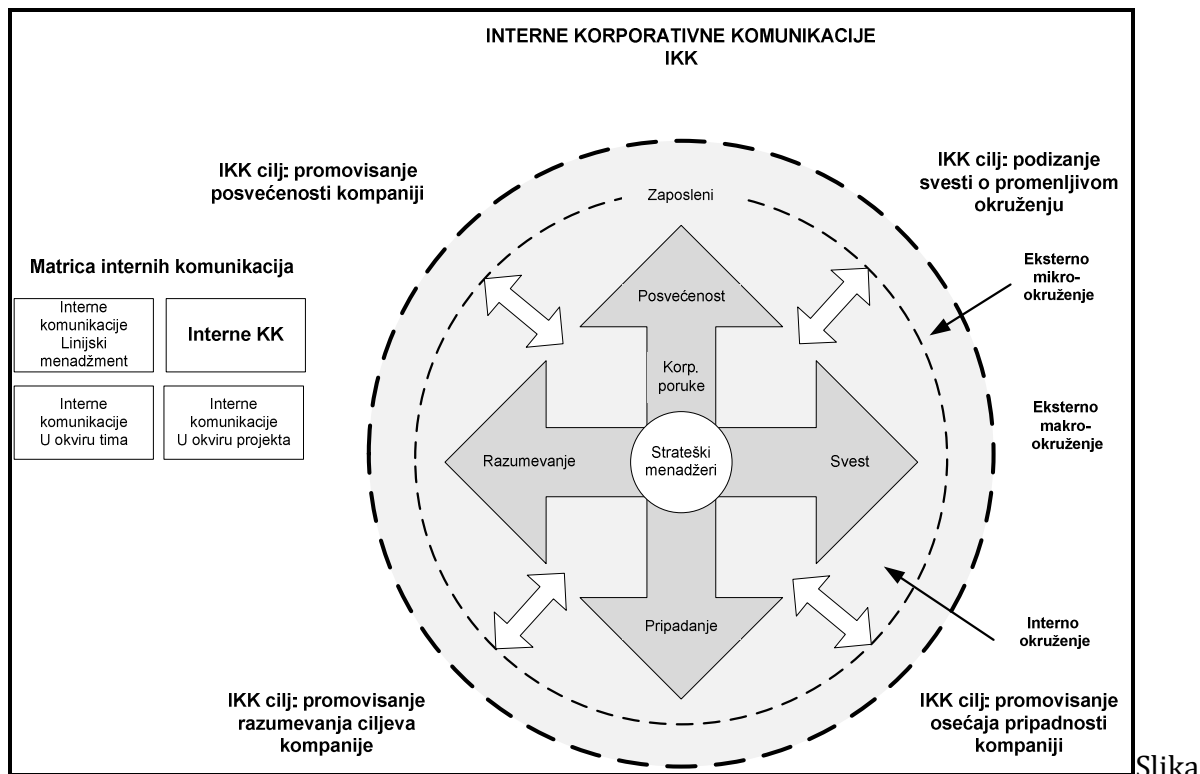 INTERNE KORPORATIVNE KOMUNIKACIJE
IKK
IKK cilj: promovisanje
posvećenosti kompaniji
IKK cilj: podizanje
svesti o promenljivom
okruženju
Zaposleni
Matrica internih komunikacija
Interne
komunikacije
Linijski
menadžment
Interne KK
Interne
komunikacije
U okviru tima
Interne
komunikacije
U okviru projekta
Posvećenost
Korp.
poruke
Razumevanje
Strateški
menadžeri
Svest
Pripadanje
Eksterno
mikro-
okruženje
Eksterno
makro-
okruženje
Interno
okruženje
IKK cilj: promovisanje
razumevanja ciljeva
kompanije
IKK cilj: promovisanje
osećaja pripadnosti
kompaniji
Slika